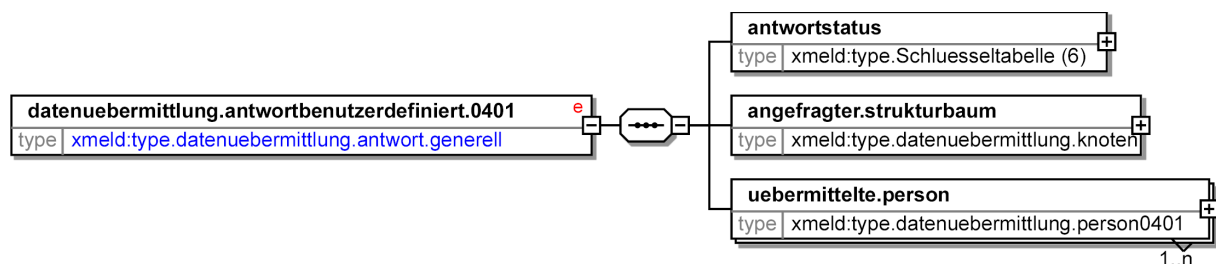 antwortstatus
type xmeld:type.Schluesseltabelle (6)
datenuebermittlung.antwortbenutzerdefiniert.0401 e
type xmeld:type.datenuebermittlung.antwort.generell
angefragter.strukturbaum
type xmeld:type.datenuebermittlung.knoten
uebermittelte.person
type xmeld:type.datenuebermittlung.person0401
1..n